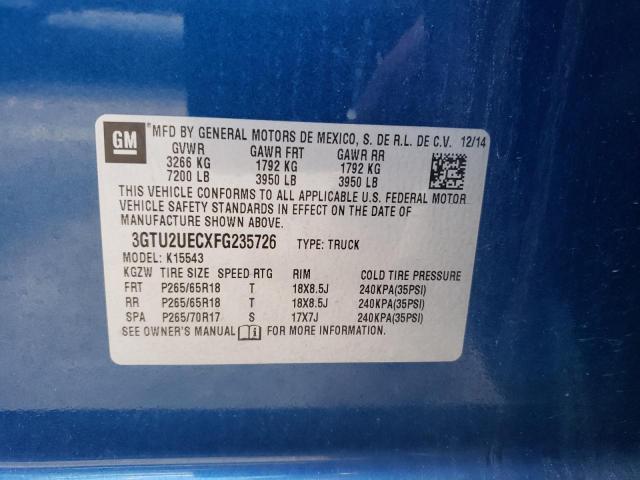 GM
MFD BY GENERAL MOTORS DE MEXICO, S. DE R.L. DE C.V. 12/14
GVWR GAWR FRT GAWR RR
3266 KG 1792 KG 1792 KG
7200 LB 3950 LB 3950 LB
THIS VEHICLE CONFORMS TO ALL APPLICABLE U.S. FEDERAL MOTOR
VEHICLE SAFETY STANDARDS IN EFFECT ON THE DATE OF
MANUFACTURE SHOWN ABOVE.
3GTU2UECXFG235726 TYPE: TRUCK
MODEL: K15543
KGZW TIRE SIZE SPEED RTG RIM COLD TIRE PRESSURE
FRT P265/65R18 T 18X8.5J 240KPA(35PSI)
RR P265/65R18 T 18X8.5J 240KPA(35PSI)
SPA P265/70R17 S 17X7J 240KPA(35PSI)
SEE OWNER'S MANUAL FOR MORE INFORMATION.